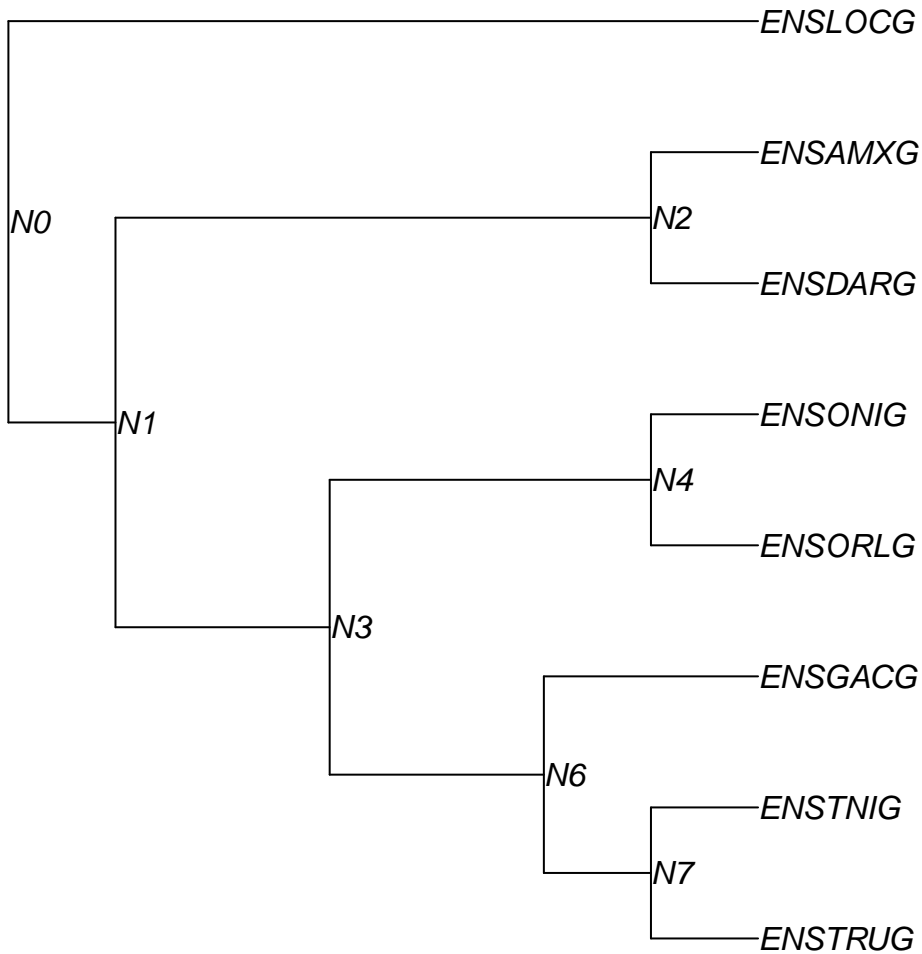 ENSLOCG
ENSAMXG
N0
N2
ENSDARG
ENSONIG
N1
N4
ENSORLG
N3
ENSGACG
N6
ENSTNIG
N7
ENSTRUG